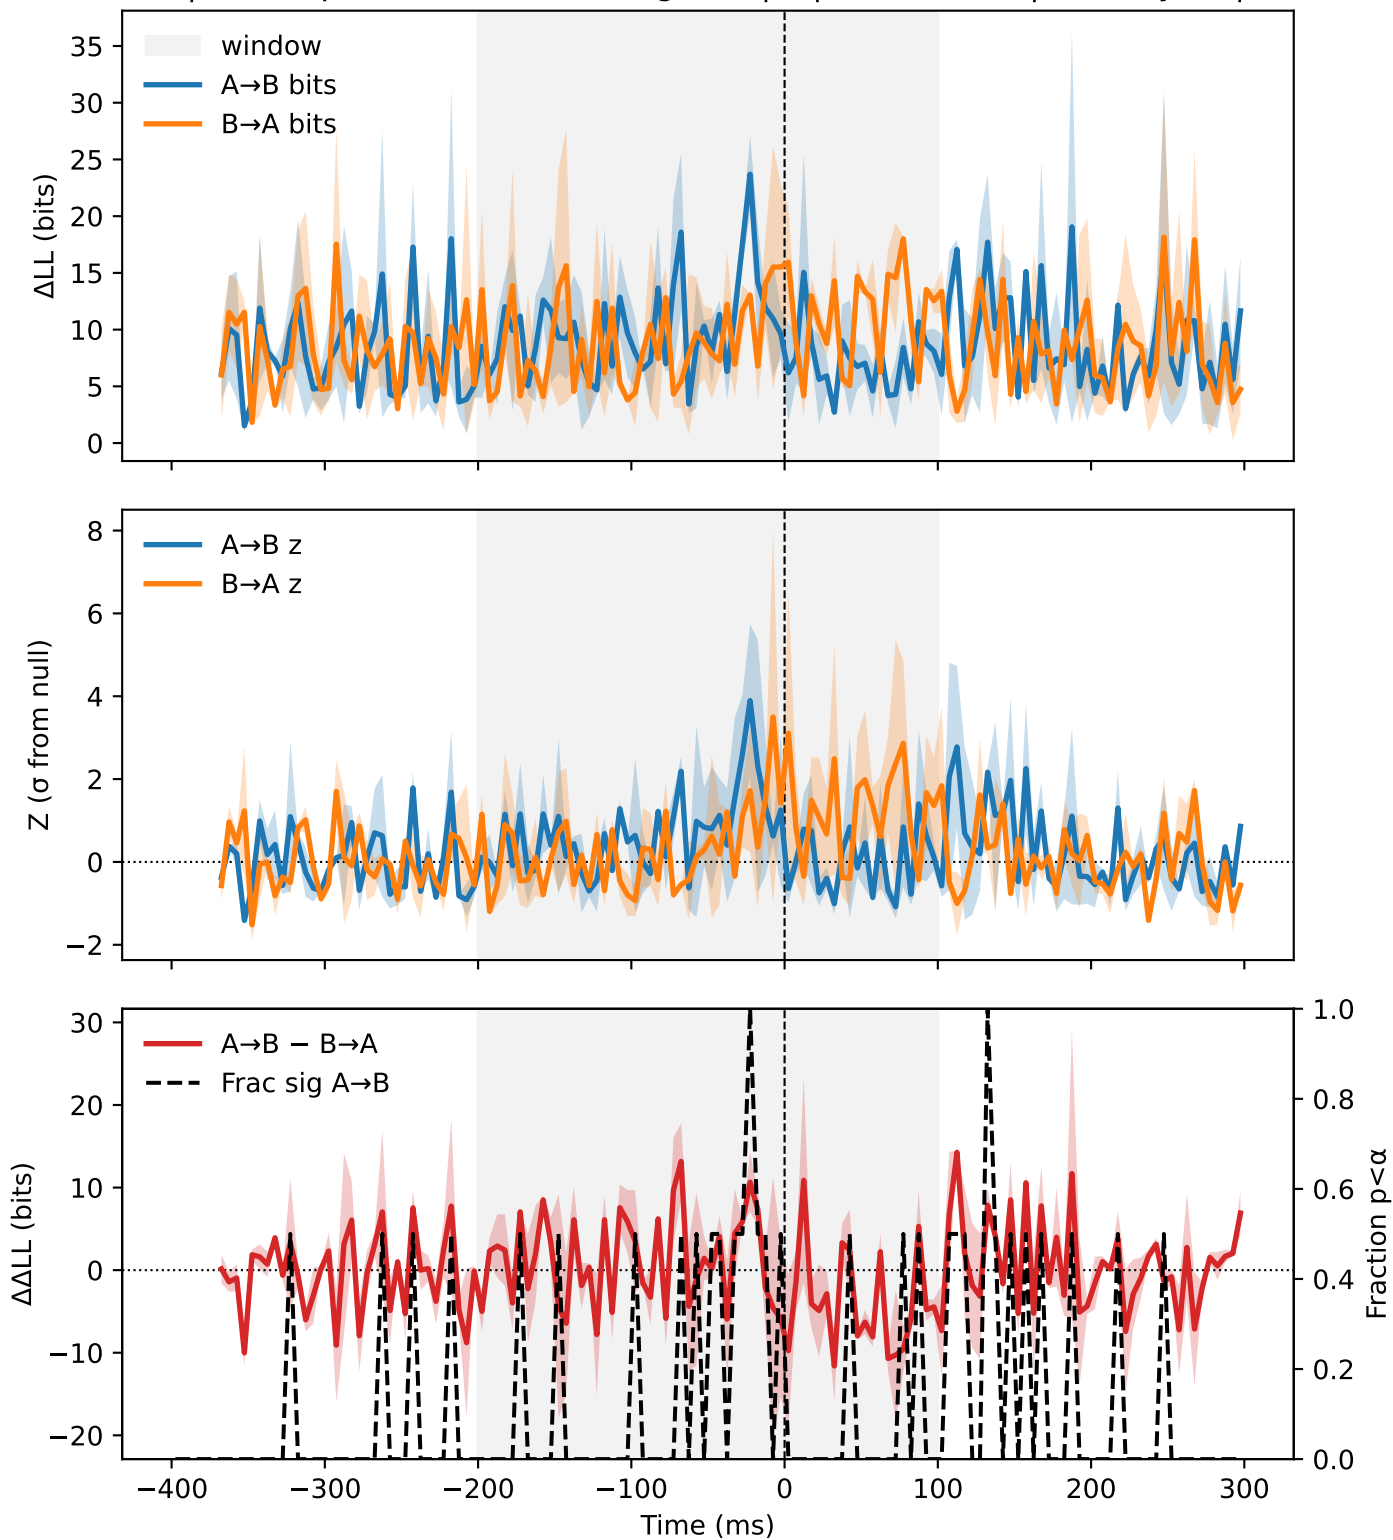 window
A→B bits
B→A bits
ΔLL (bits)
35
30
25
20
15
10
5
0
A→B z
B→A z
Z (σ from null)
8
6
4
2
0
−2
A→B − B→A
Frac sig A→B
ΔΔLL (bits)
30
20
10
0
−10
−20
1.0
0.8
0.6
0.4
0.2
0.0
Fraction p<α
−400 −300 −200 −100 0 100 200 300
Time (ms)